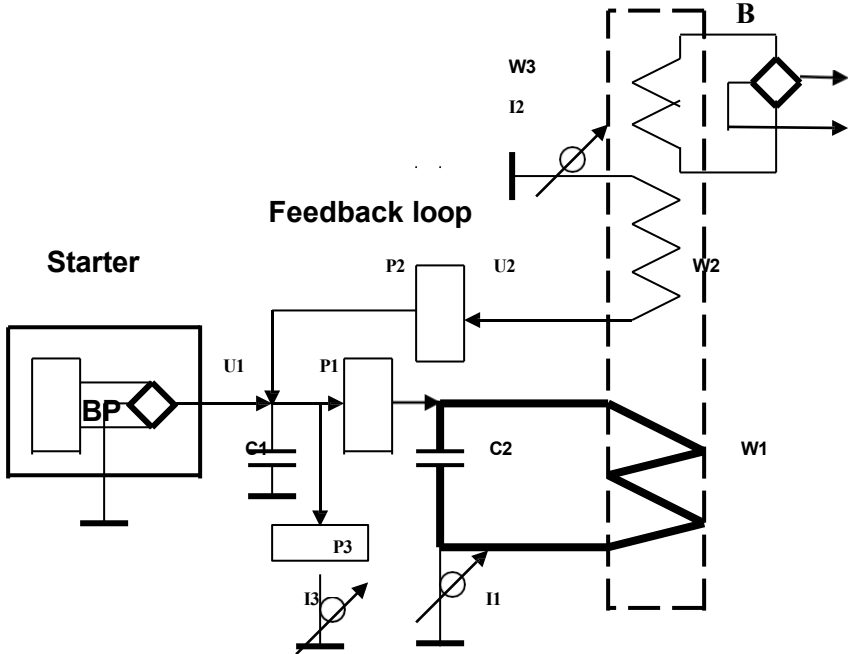 B
W3
I2
Feedback loop
Starter
P2
U2
W2
U1
P1
BP
C1
C2
W1
P3
I3
I1